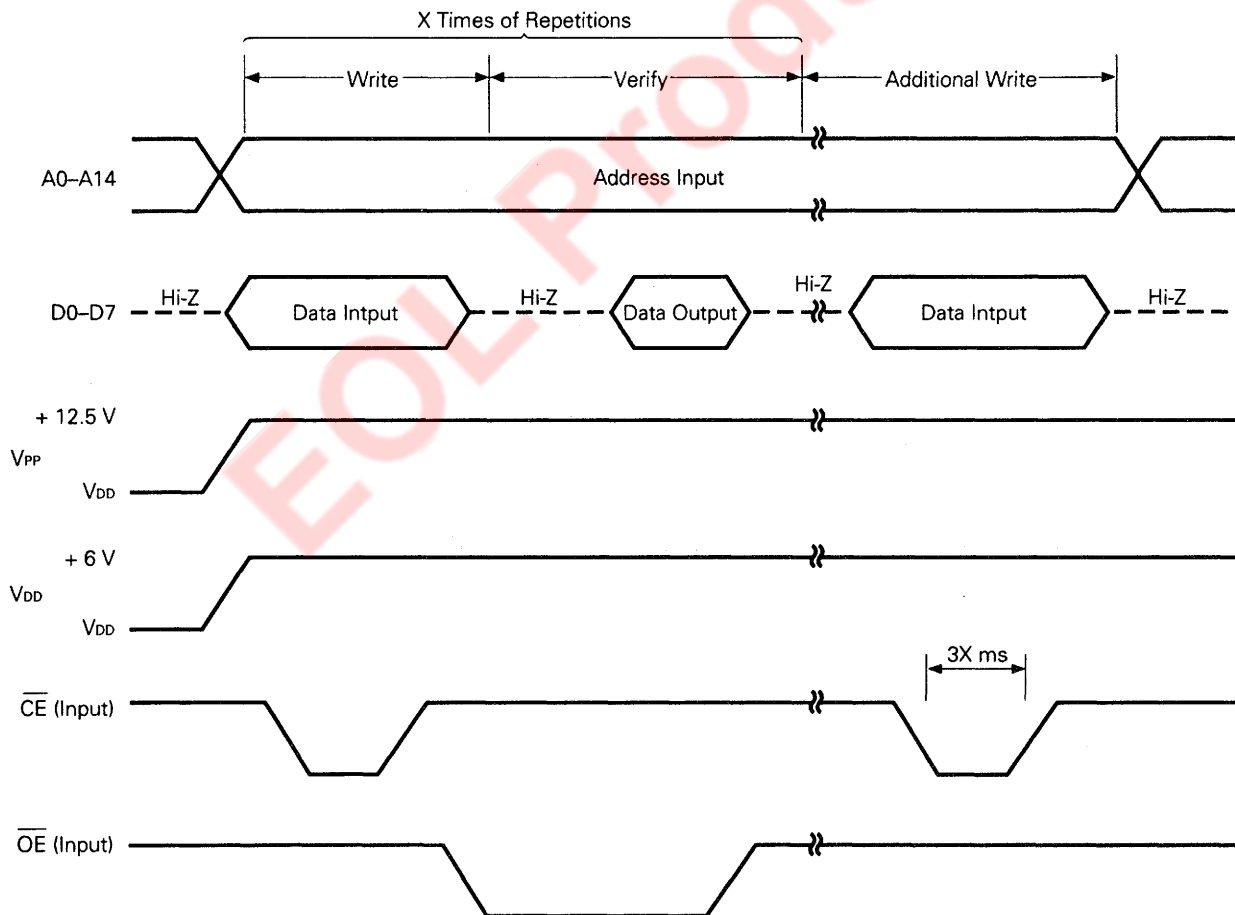 X Times of Repetitions
Write
Verify
Additional Write
A0–A14
Address Input
D0–D7
Hi-Z
Data Intput
Hi-Z
Data Output
Hi-Z
Data Intput
Hi-Z
+ 12.5 V
VPP
VDD
+ 6 V
VDD
VDD
3X ms
CE (Input)
OE (Input)
EOL Prod